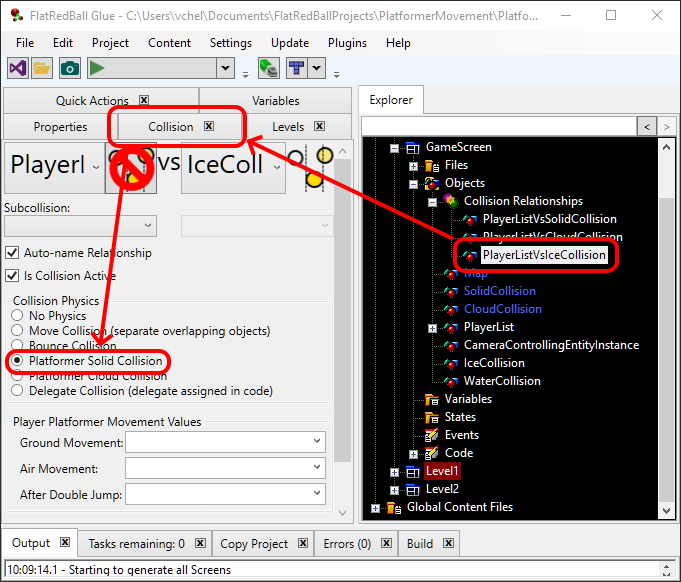 FlatRedBall Glue - C:\Users\vchel\Documents\FlatRedBallProjects\PlatformerMovement\Platfo...
File Edit Project Content Settings Update Plugins Help
Quick Actions
Variables
Properties
Collision
Levels
Playerl
vs
IceColl
Subcollision:
Auto-name Relationship
Is Collision Active
Collision Physics
No Physics
Move Collision (separate overlapping objects)
Bounce Collision
Platformer Solid Collision
Platformer Cloud Collision
Delegate Collision (delegate assigned in code)
Player Platformer Movement Values
Ground Movement:
Air Movement:
After Double Jump:
Explorer
< >
GameScreen
Files
Objects
Collision Relationships
PlayerListVsSolidCollision
PlayerListVsCloudCollision
PlayerListVsIceCollision
Map
SolidCollision
CloudCollision
PlayerList
CameraControllingEntityInstance
IceCollision
WaterCollision
Variables
States
Events
Code
Level1
Level2
Global Content Files
Output
Tasks remaining: 0
Copy Project
Errors (0)
Build
10:09:14.1 - Starting to generate all Screens